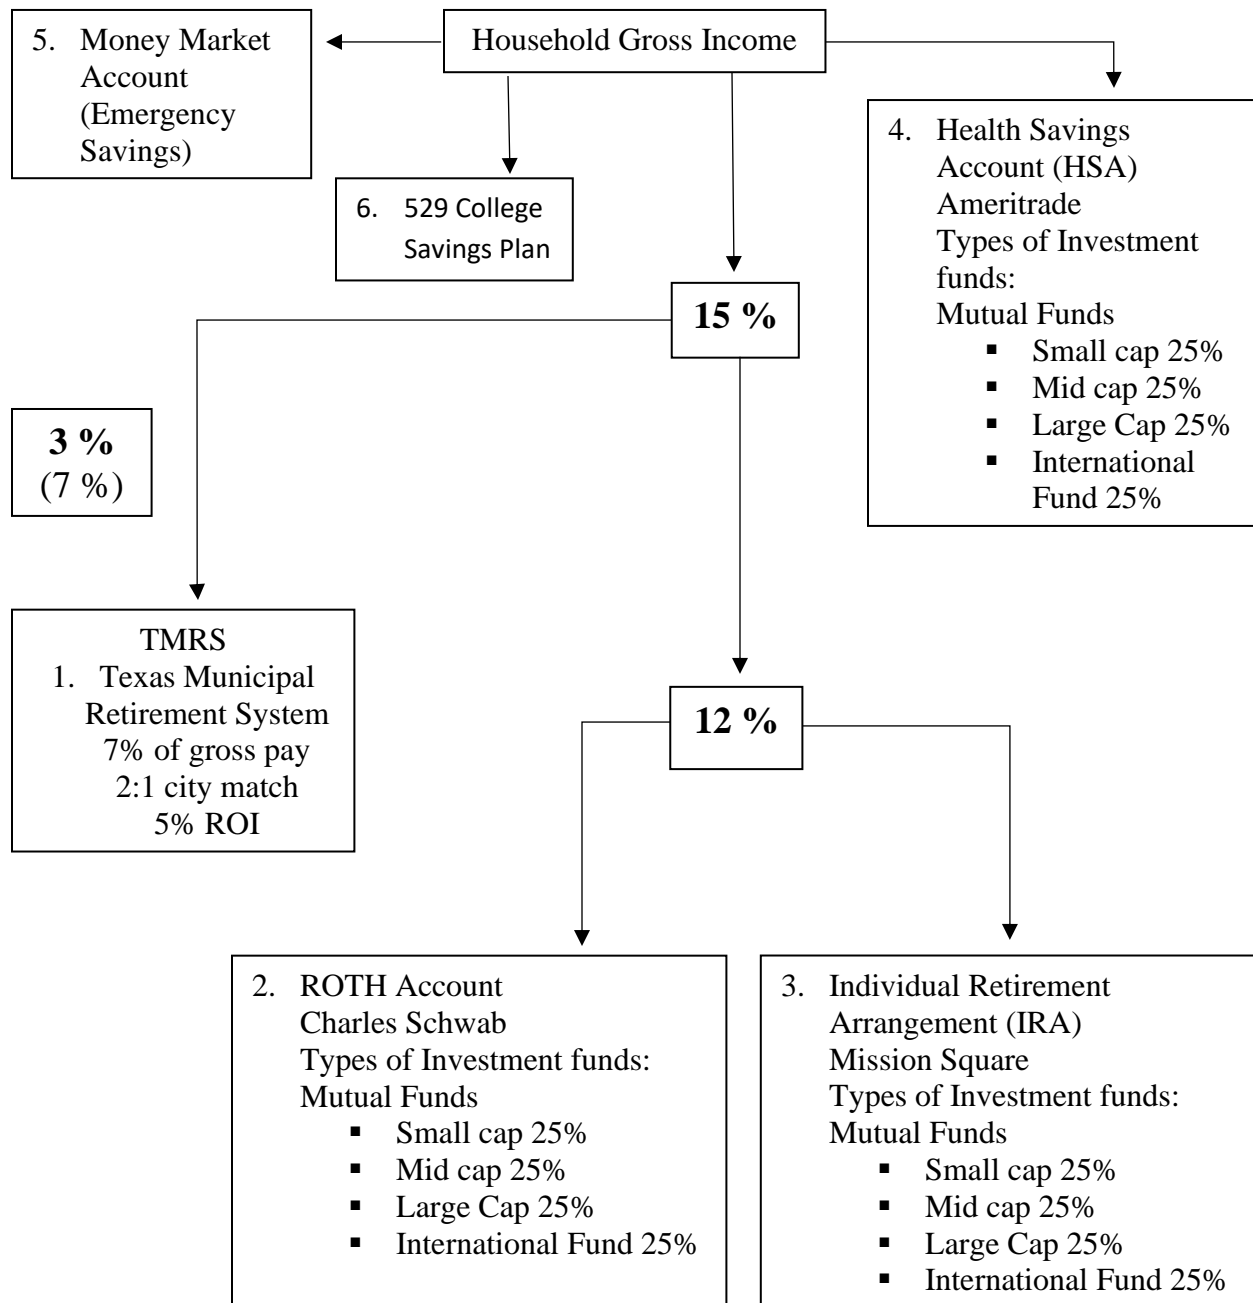 Household Gross Income
5. Money Market
Account
(Emergency
Savings)
6. 529 College
Savings Plan
4. Health Savings
Account (HSA)
Ameritrade
Types of Investment
funds:
Mutual Funds
▪ Small cap 25%
▪ Mid cap 25%
▪ Large Cap 25%
▪ International
Fund 25%
15 %
3 %
(7 %)
TMRS
1. Texas Municipal
Retirement System
7% of gross pay
2:1 city match
5% ROI
12 %
2. ROTH Account
Charles Schwab
Types of Investment funds:
Mutual Funds
▪ Small cap 25%
▪ Mid cap 25%
▪ Large Cap 25%
▪ International Fund 25%
3. Individual Retirement
Arrangement (IRA)
Mission Square
Types of Investment funds:
Mutual Funds
▪ Small cap 25%
▪ Mid cap 25%
▪ Large Cap 25%
▪ International Fund 25%